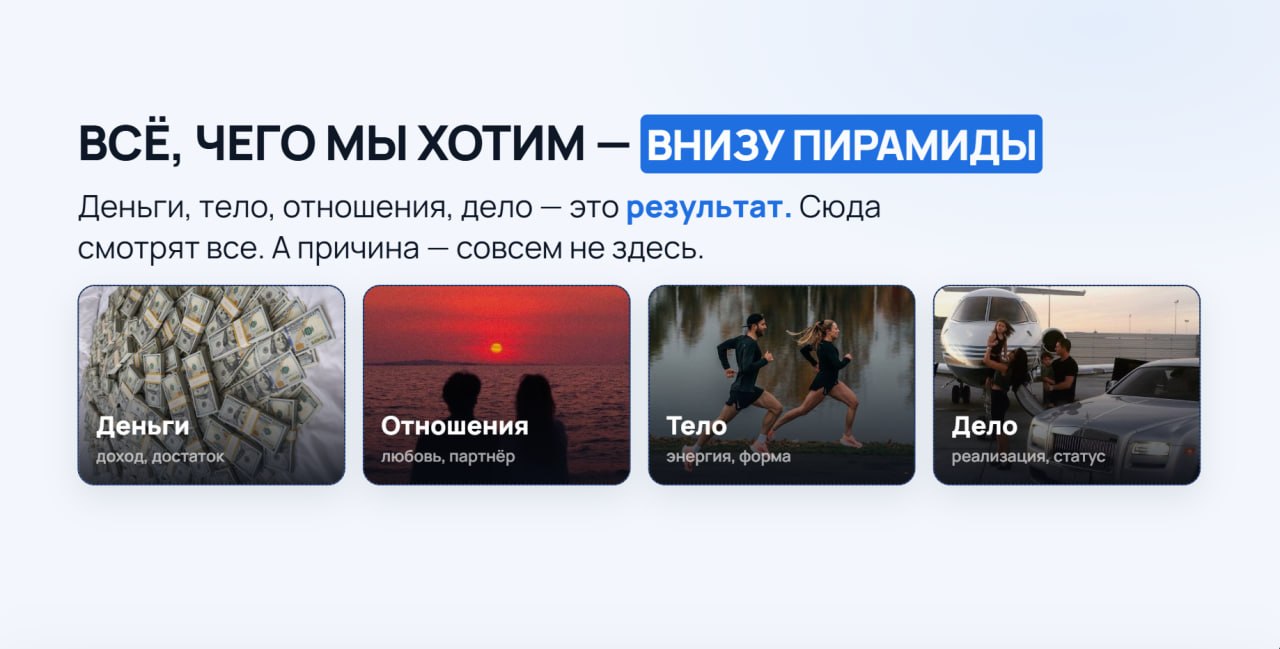 ВСЁ, ЧЕГО МЫ ХОТИМ — ВНИЗУ ПИРАМИДЫ
Деньги, тело, отношения, дело — это результат. Сюда
смотрят все. А причина — совсем не здесь.
Деньги
доход, достаток
Отношения
любовь, партнёр
Тело
энергия, форма
Дело
реализация, статус